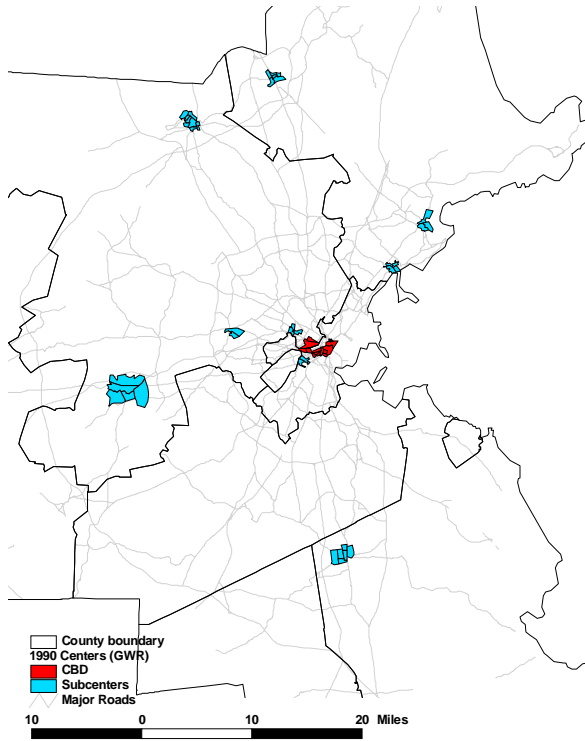 County boundary
1990 Centers (GWR)
CBD
Subcenters
Major Roads
10 0 10 20 Miles